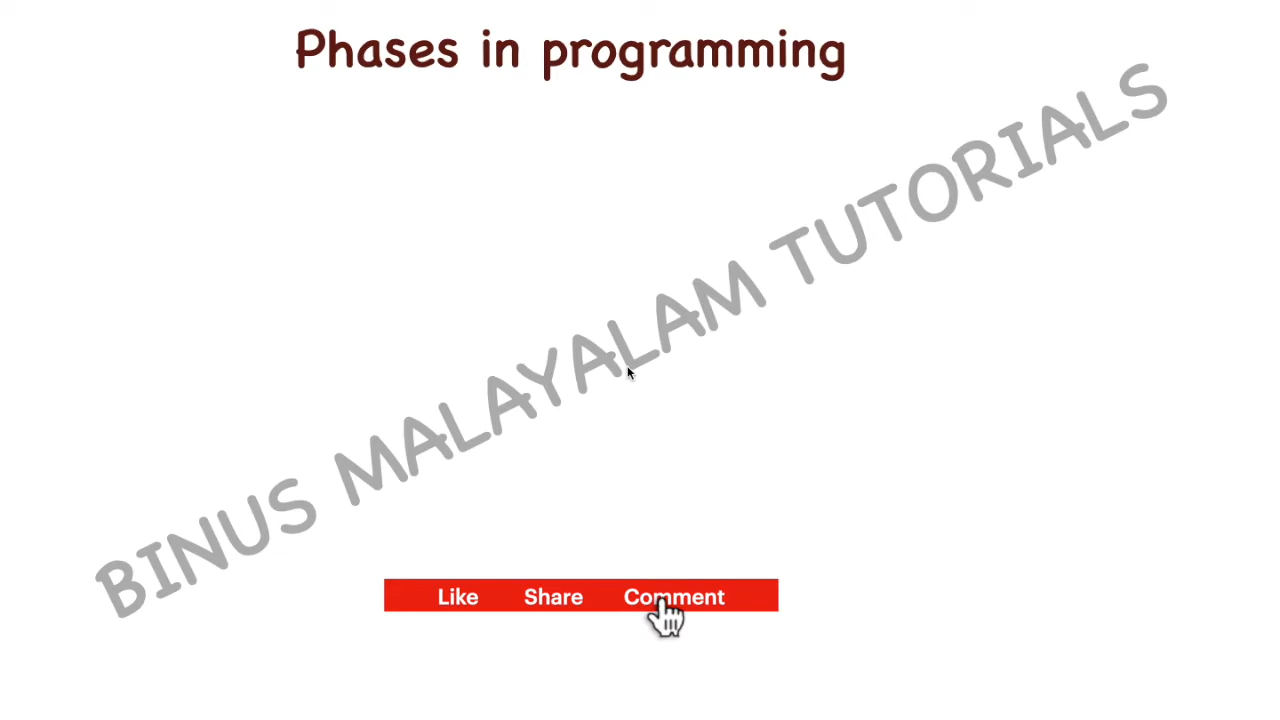 Phases in programming
BINUS MALAYALAM TUTORIALS
Like Share Comment